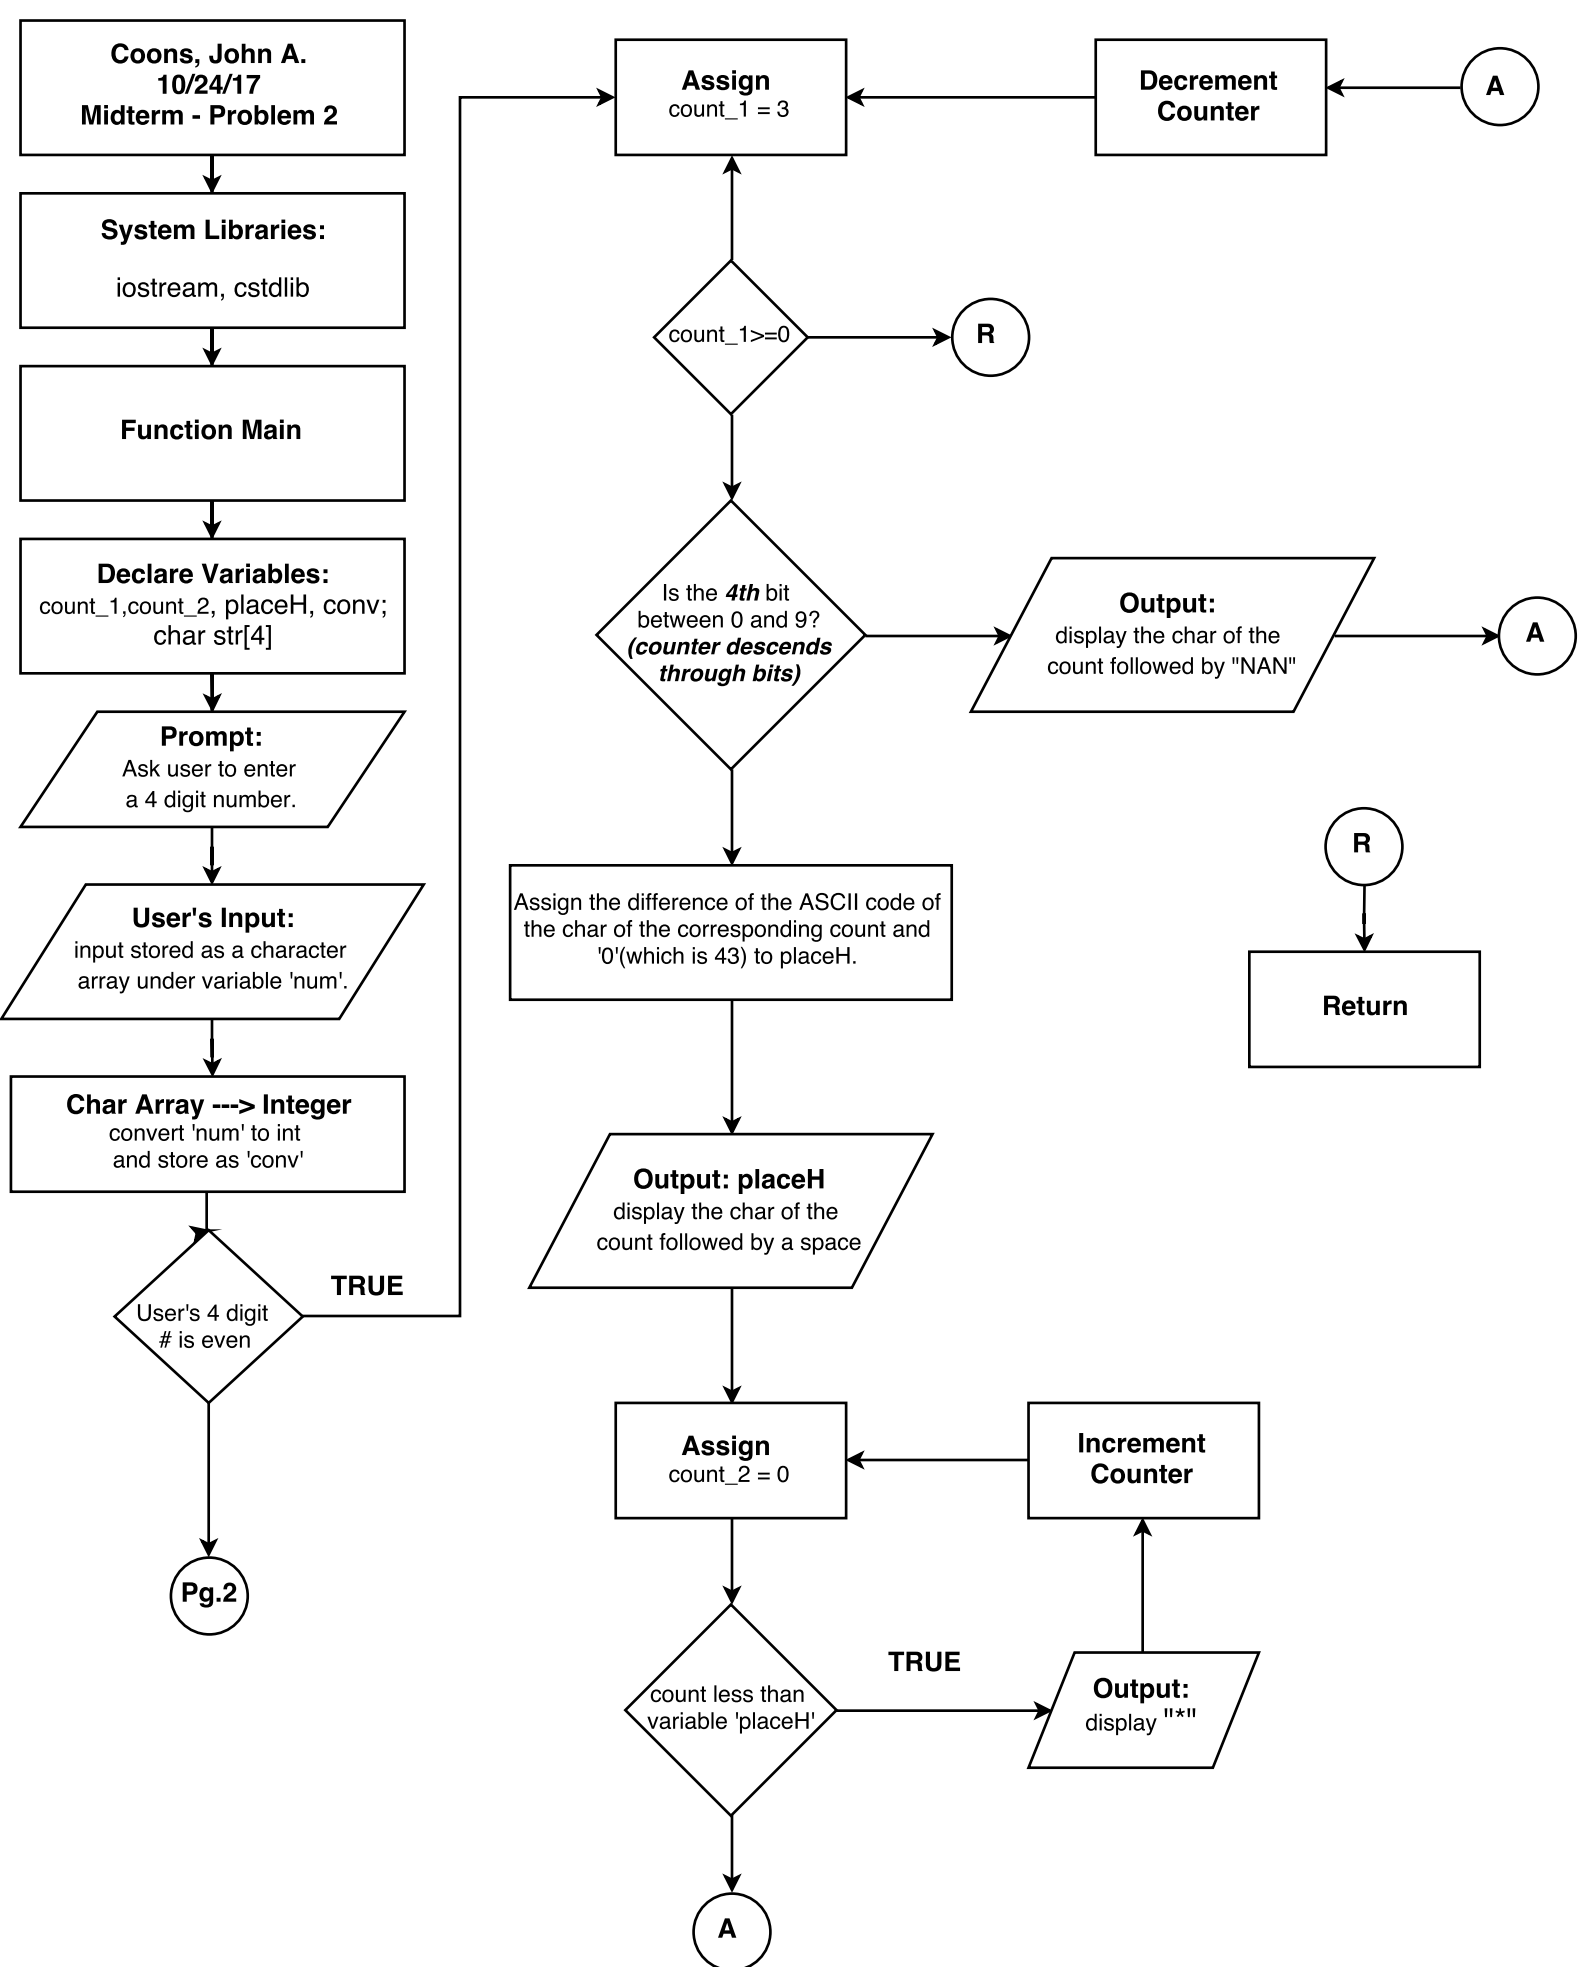 Coons, John A.
10/24/17
Midterm - Problem 2
System Libraries:
iostream, cstdlib
Function Main
Declare Variables:
count_1,count_2, placeH, conv;
char str[4]
Prompt:
Ask user to enter
a 4 digit number.
User's Input:
input stored as a character
array under variable 'num'.
Char Array ---> Integer
convert 'num' to int
and store as 'conv'
User's 4 digit
# is even
TRUE
Pg.2
Assign
count_1 = 3
Decrement
Counter
A
count_1>=0
R
Is the 4th bit
between 0 and 9?
(counter descends
through bits)
Output:
display the char of the
count followed by "NAN"
A
Assign the difference of the ASCII code of
the char of the corresponding count and
'0'(which is 43) to placeH.
R
Return
Output: placeH
display the char of the
count followed by a space
Assign
count_2 = 0
Increment
Counter
count less than
variable 'placeH'
TRUE
Output:
display "*"
A